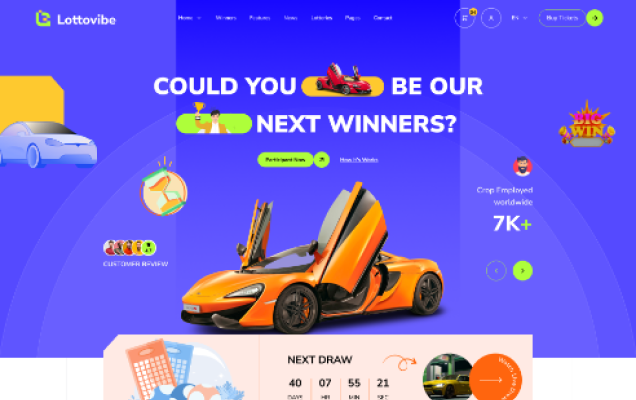 Lottovibe
Home Winners Features News Lotteries Pages Contact
EN
Buy Tickets
COULD YOU BE OUR
NEXT WINNERS?
Participant Now
How It's Works
BIG
WIN
Crop Employed
worldwide
7K+
CUSTOMER REVIEW
NEXT DRAW
40 07 55 21
DAYS HR MIN SEC